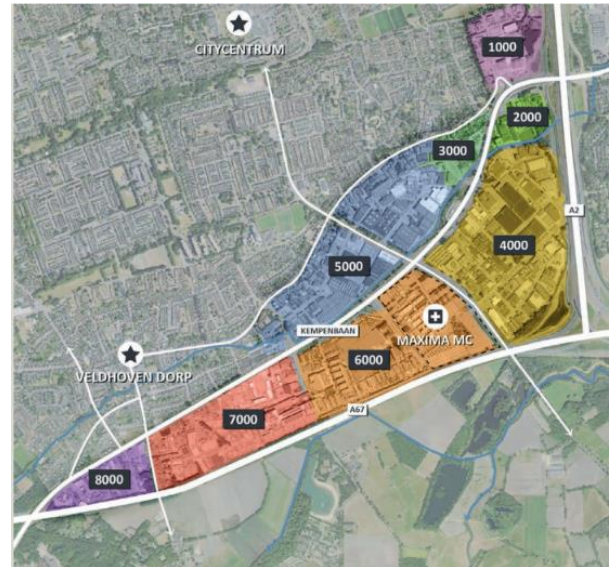 CITYCENTRUM
1000
2000
3000
A2
4000
5000
KEMPENBAAN
MAXIMA MC
VELDHOVEN DORP
6000
A67
7000
8000